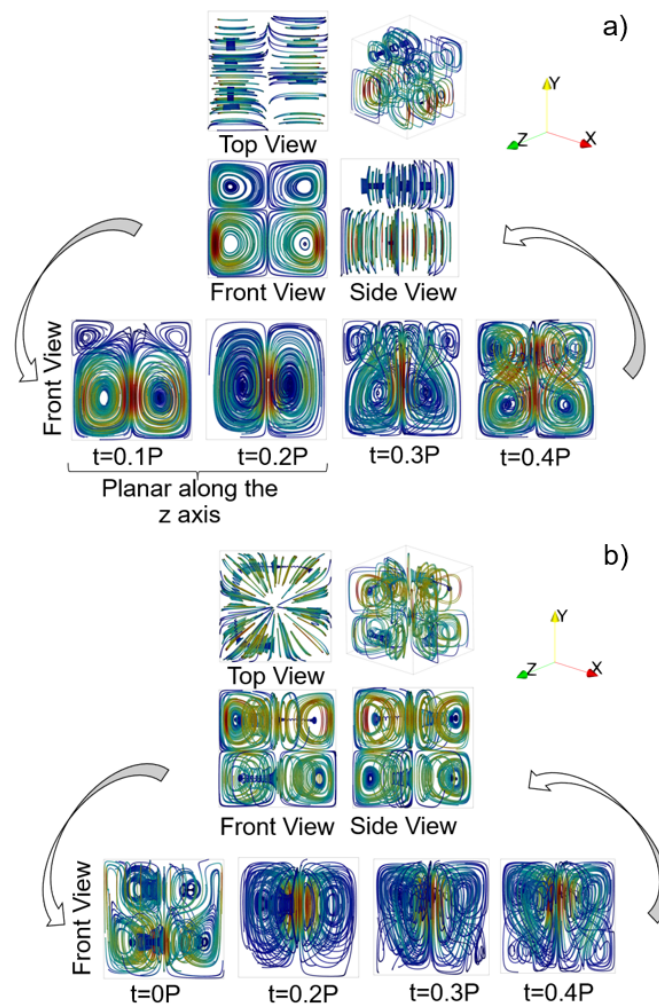 a)
Top View
Y
Z
X
Front View
Side View
Front View
t=0.1P
t=0.2P
t=0.3P
t=0.4P
Planar along the
z axis
b)
Top View
Y
Z
X
Front View
Side View
Front View
t=0P
t=0.2P
t=0.3P
t=0.4P